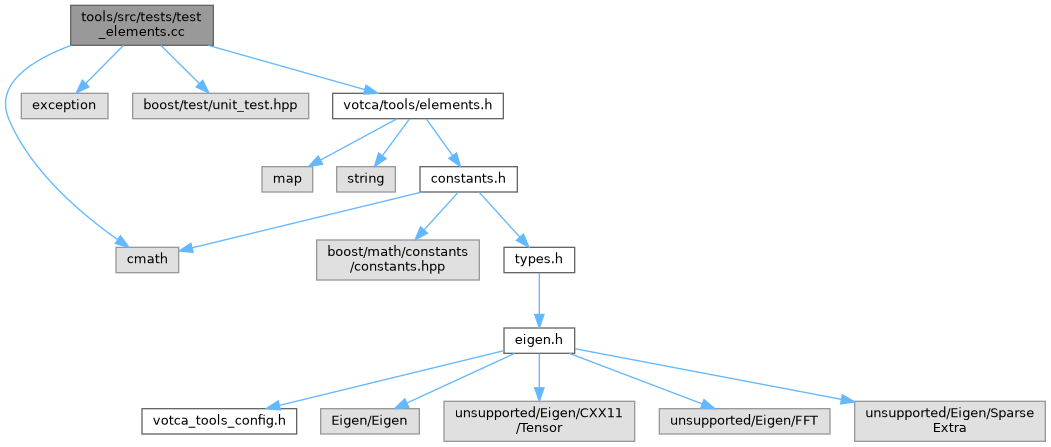 tools/src/tests/test
_elements.cc
exception
boost/test/unit_test.hpp
votca/tools/elements.h
map
string
constants.h
cmath
boost/math/constants
/constants.hpp
types.h
eigen.h
votca_tools_config.h
Eigen/Eigen
unsupported/Eigen/CXX11
/Tensor
unsupported/Eigen/FFT
unsupported/Eigen/Sparse
Extra